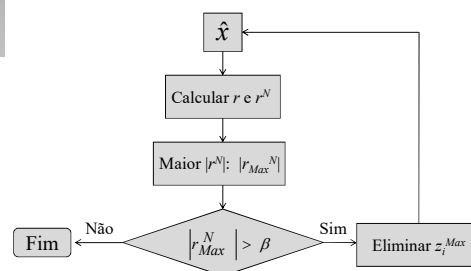 x̂
Calcular r e r^N
Maior |r^N|: |r_Max^N|
Não
|r_Max^N| > β
Sim
Fim
Eliminar z_i^Max